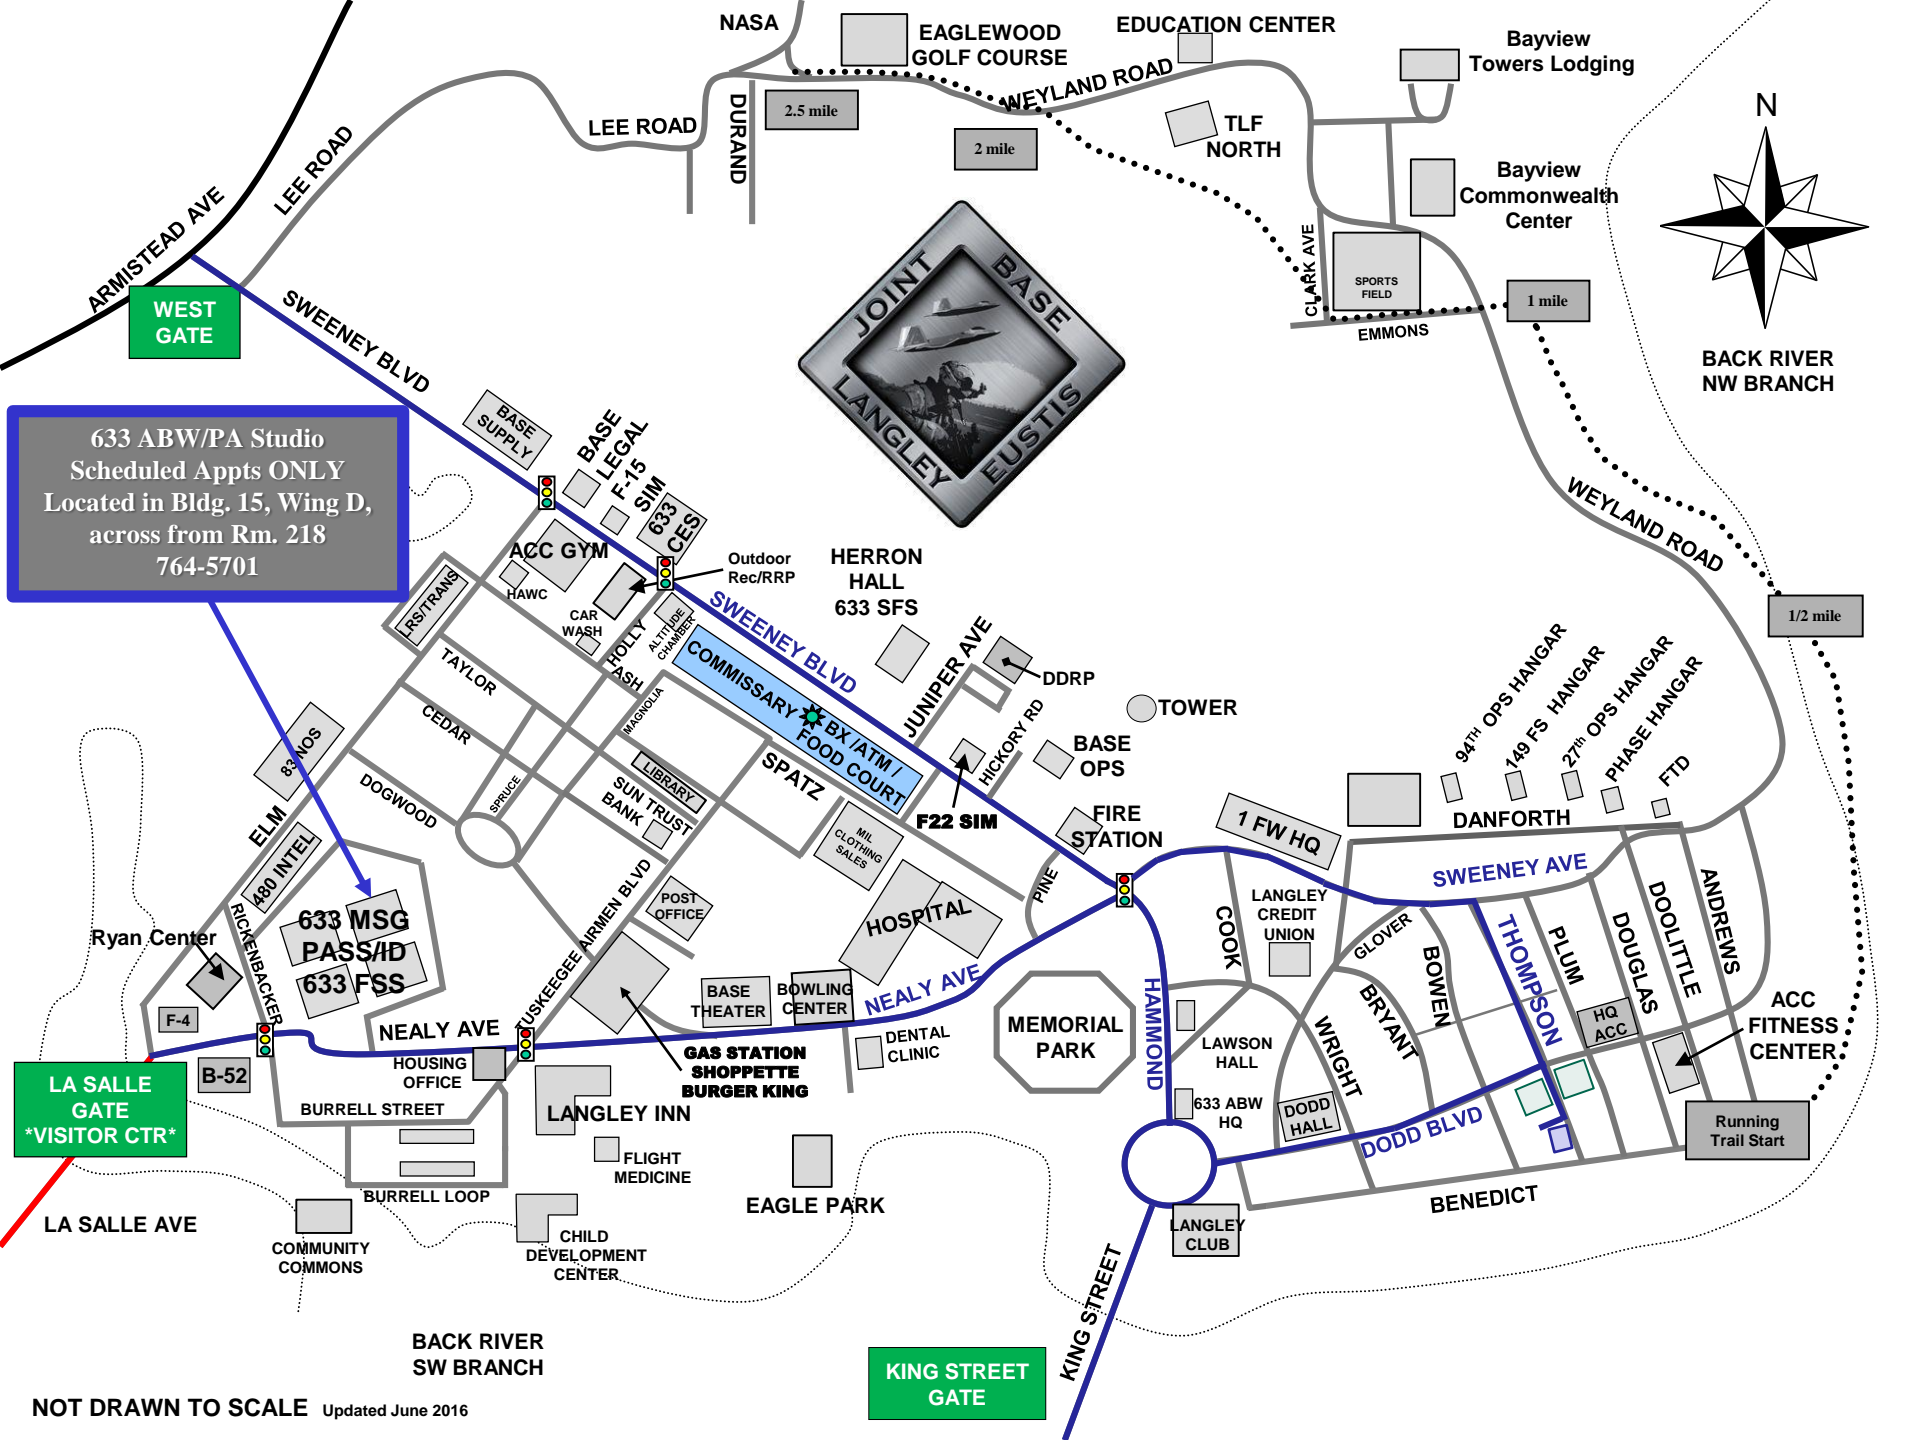 NASA
EAGLEWOOD
GOLF COURSE
EDUCATION CENTER
Bayview
Towers Lodging
WEYLAND ROAD
2.5 mile
DURAND
LEE ROAD
2 mile
TLF
NORTH
N
LEE ROAD
Bayview
Commonwealth
Center
ARMISTEAD AVE
WEST
GATE
SWEENEY BLVD
JOINT
BASE
LANGLEY
EUSTIS
CLARK AVE
SPORTS
FIELD
EMMONS
1 mile
BACK RIVER
NW BRANCH
633 ABW/PA Studio
Scheduled Appts ONLY
Located in Bldg. 15, Wing D,
across from Rm. 218
764-5701
BASE
SUPPLY
BASE
LEGAL
F-15
SIM
633
CES
ACC GYM
HAWC
Outdoor
Rec/RRP
CAR
WASH
HOLLY
ALTITUDE
CHAMBER
LRS/TRANS
SWEENEY BLVD
HERRON
HALL
633 SFS
WEYLAND ROAD
1/2 mile
TAYLOR
ASH
MAGNOLIA
COMMISSARY
BX /ATM /
FOOD COURT
JUNIPER AVE
DDRP
HICKORY RD
TOWER
BASE
OPS
F22 SIM
94TH OPS HANGAR
149 FS HANGAR
27th OPS HANGAR
PHASE HANGAR
FTD
CEDAR
83 NOS
DOGWOOD
SPRUCE
LIBRARY
SUN TRUST
BANK
SPATZ
MIL
CLOTHING
SALES
FIRE
STATION
1 FW HQ
DANFORTH
ELM
480 INTEL
SWEENEY AVE
PINE
LANGLEY
CREDIT
UNION
COOK
GLOVER
BOWEN
THOMPSON
PLUM
DOUGLAS
DOOLITTLE
ANDREWS
POST
OFFICE
HOSPITAL
TUSKEGEE AIRMEN BLVD
RICKENBACKER
Ryan Center
633 MSG
PASS/ID
633 FSS
F-4
NEALY AVE
BASE
THEATER
BOWLING
CENTER
NEALY AVE
DENTAL
CLINIC
MEMORIAL
PARK
HAMMOND
LAWSON
HALL
WRIGHT
BRYANT
HQ
ACC
ACC
FITNESS
CENTER
LA SALLE
GATE
*VISITOR CTR*
B-52
HOUSING
OFFICE
GAS STATION
SHOPPETTE
BURGER KING
BURRELL STREET
LANGLEY INN
633 ABW
HQ
DODD
HALL
DODD BLVD
Running
Trail Start
FLIGHT
MEDICINE
BURRELL LOOP
EAGLE PARK
BENEDICT
LA SALLE AVE
COMMUNITY
COMMONS
CHILD
DEVELOPMENT
CENTER
LANGLEY
CLUB
KING STREET
BACK RIVER
SW BRANCH
KING STREET
GATE
NOT DRAWN TO SCALE Updated June 2016